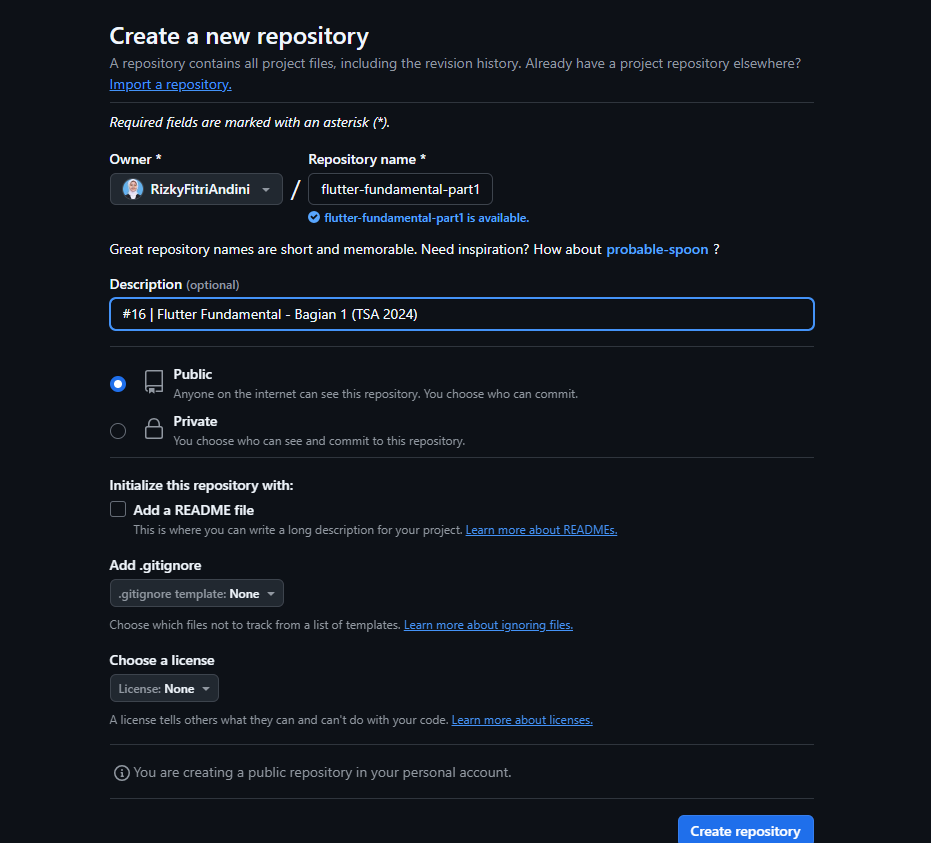 Create a new repository
A repository contains all project files, including the revision history. Already have a project repository elsewhere?
Import a repository.
Required fields are marked with an asterisk (*).
Owner *
Repository name *
RizkyFitriAndini
/
flutter-fundamental-part1
flutter-fundamental-part1 is available.
Great repository names are short and memorable. Need inspiration? How about probable-spoon ?
Description (optional)
#16 | Flutter Fundamental - Bagian 1 (TSA 2024)
Public
Anyone on the internet can see this repository. You choose who can commit.
Private
You choose who can see and commit to this repository.
Initialize this repository with:
Add a README file
This is where you can write a long description for your project. Learn more about READMEs.
Add .gitignore
.gitignore template: None
Choose which files not to track from a list of templates. Learn more about ignoring files.
Choose a license
License: None
A license tells others what they can and can't do with your code. Learn more about licenses.
You are creating a public repository in your personal account.
Create repository